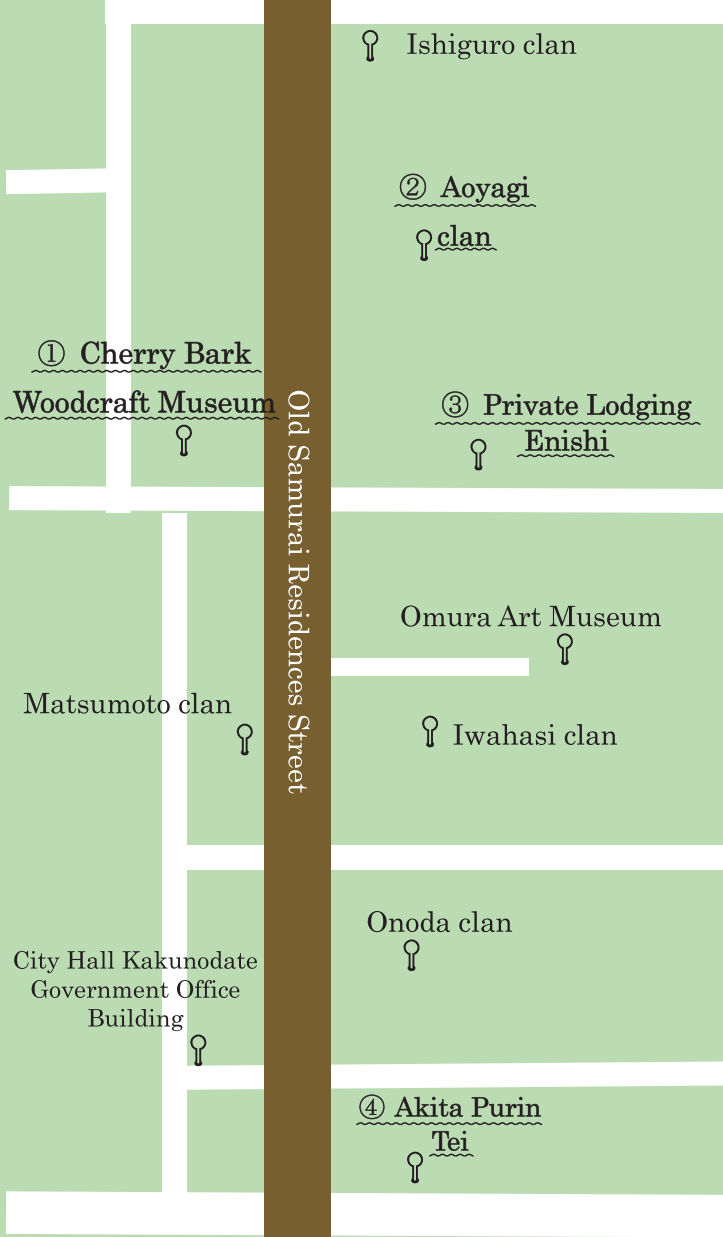 Ishiguro clan
② Aoyagi
clan
① Cherry Bark
Woodcraft Museum
③ Private Lodging
Enishi
Old Samurai Residences Street
Omura Art Museum
Matsumoto clan
Iwahasi clan
Onoda clan
City Hall Kakunodate
Government Office
Building
④ Akita Purin
Tei